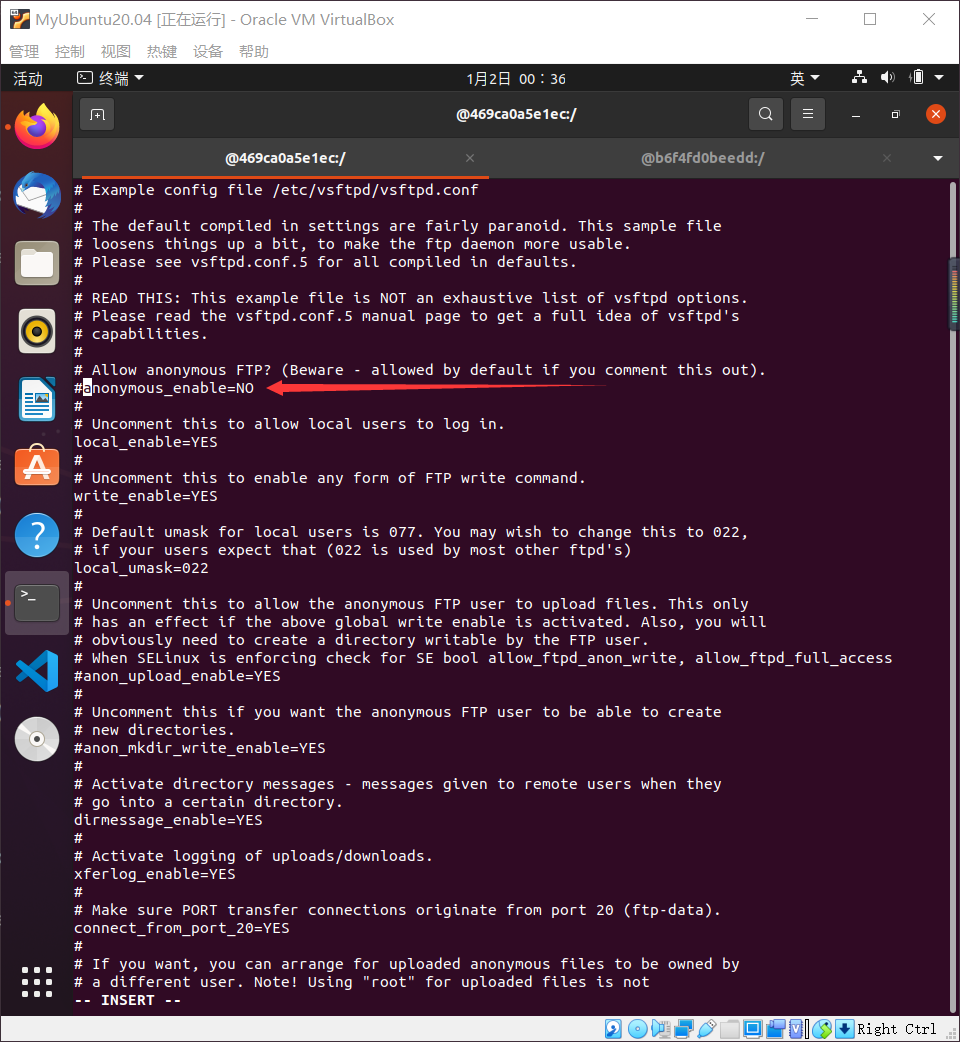 MyUbuntu20.04 [正在运行] - Oracle VM VirtualBox
管理 控制 视图 热键 设备 帮助
活动 终端 1月2日 00：36 英
@469ca0a5e1ec:/
@469ca0a5e1ec:/ @b6f4fd0beedd:/
# Example config file /etc/vsftpd/vsftpd.conf
#
# The default compiled in settings are fairly paranoid. This sample file
# loosens things up a bit, to make the ftp daemon more usable.
# Please see vsftpd.conf.5 for all compiled in defaults.
#
# READ THIS: This example file is NOT an exhaustive list of vsftpd options.
# Please read the vsftpd.conf.5 manual page to get a full idea of vsftpd's
# capabilities.
#
# Allow anonymous FTP? (Beware - allowed by default if you comment this out).
#anonymous_enable=NO
#
# Uncomment this to allow local users to log in.
local_enable=YES
#
# Uncomment this to enable any form of FTP write command.
write_enable=YES
#
# Default umask for local users is 077. You may wish to change this to 022,
# if your users expect that (022 is used by most other ftpd's)
local_umask=022
#
# Uncomment this to allow the anonymous FTP user to upload files. This only
# has an effect if the above global write enable is activated. Also, you will
# obviously need to create a directory writable by the FTP user.
# When SELinux is enforcing check for SE bool allow_ftpd_anon_write, allow_ftpd_full_access
#anon_upload_enable=YES
#
# Uncomment this if you want the anonymous FTP user to be able to create
# new directories.
#anon_mkdir_write_enable=YES
#
# Activate directory messages - messages given to remote users when they
# go into a certain directory.
dirmessage_enable=YES
#
# Activate logging of uploads/downloads.
xferlog_enable=YES
#
# Make sure PORT transfer connections originate from port 20 (ftp-data).
connect_from_port_20=YES
#
# If you want, you can arrange for uploaded anonymous files to be owned by
# a different user. Note! Using "root" for uploaded files is not
-- INSERT --
Right Ctrl